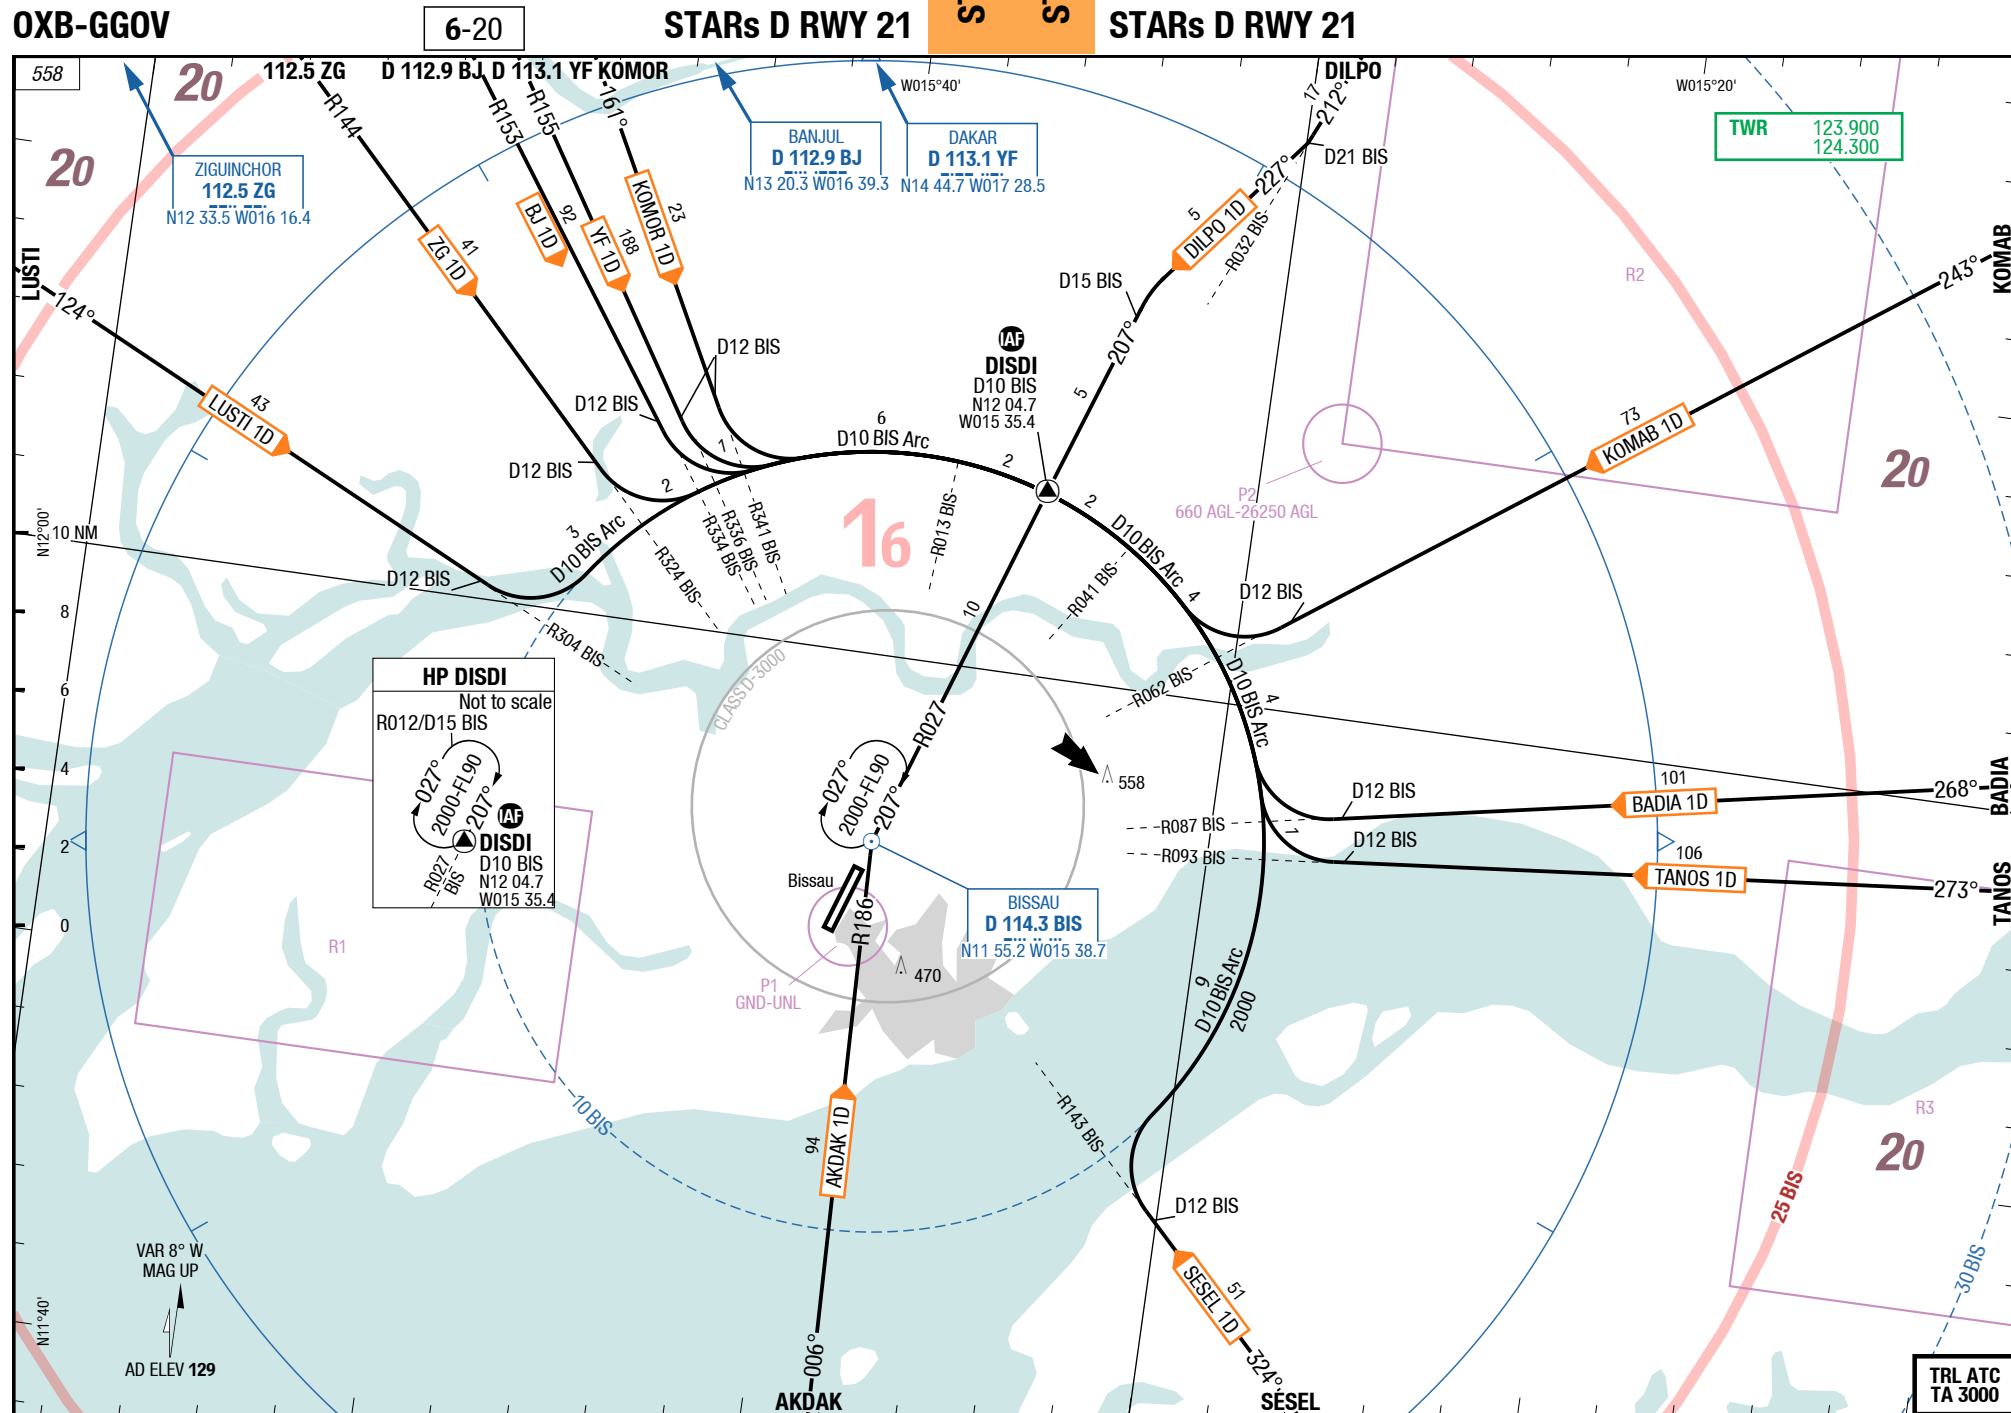 OXB-GGOV
6-20
STARs D RWY 21
STARs D RWY 21
558
20
112.5 ZG
D 112.9 BJ
D 113.1 YF
KOMOR
W015°40'
DILPO
W015°20'
TWR 123.900
124.300
20
ZIGUINCHOR
112.5 ZG
N12 33.5 W016 16.4
BANJUL
D 112.9 BJ
N13 20.3 W016 39.3
DAKAR
D 113.1 YF
N14 44.7 W017 28.5
R144
R153
R155
161°
17
212°
D21 BIS
227°
R032 BIS
5
DILPO 1D
D15 BIS
207°
5
LUSTI
124°
43
LUSTI 1D
41
ZG 1D
BJ 1D
92
YF 1D
188
KOMOR 1D
23
D12 BIS
D12 BIS
D12 BIS
D12 BIS
IAF
DISDI
D10 BIS
N12 04.7
W015 35.4
6
D10 BIS Arc
2
1
2
3
D10 BIS Arc
R304 BIS
R324 BIS
R334 BIS
R336 BIS
R341 BIS
R013 BIS
16
R041 BIS
2
D10 BIS Arc
4
R2
KOMAB
243°
73
KOMAB 1D
20
P2
660 AGL-26250 AGL
D12 BIS
R062 BIS
D10 BIS Arc
4
N12°00'
10 NM
8
6
4
2
0
HP DISDI
Not to scale
R012/D15 BIS
027°
2000-FL90
207°
IAF
DISDI
D10 BIS
N12 04.7
W015 35.4
R027
BIS
CLASS D-3000
10
R027
027°
2000-FL90
207°
558
BADIA
268°
101
BADIA 1D
D12 BIS
R087 BIS
R093 BIS
1
D12 BIS
106
TANOS 1D
273°
TANOS
Bissau
R186
BISSAU
D 114.3 BIS
N11 55.2 W015 38.7
470
P1
GND-UNL
R1
9
D10 BIS Arc
2000
10 BIS
R143 BIS
R3
20
25 BIS
30 BIS
94
AKDAK 1D
006°
AKDAK
D12 BIS
51
SESEL 1D
324°
SESEL
VAR 8° W
MAG UP
AD ELEV 129
N11°40'
TRL ATC
TA 3000